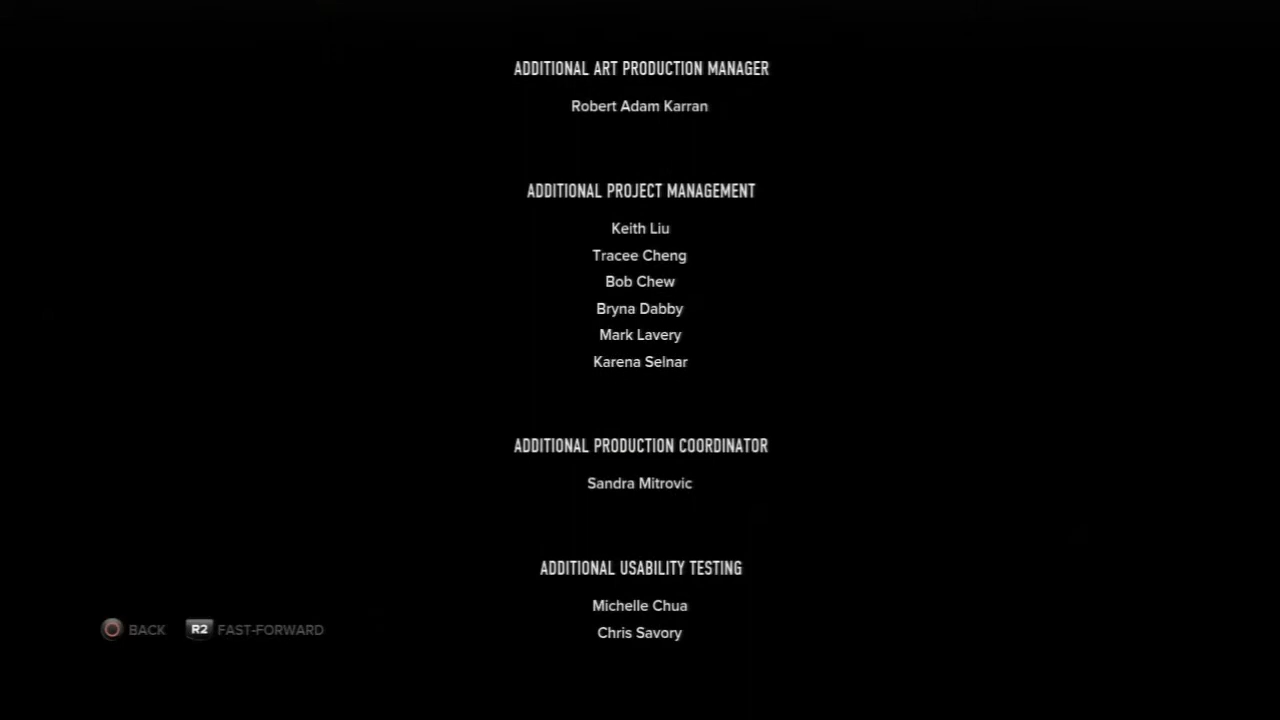 ADDITIONAL ART PRODUCTION MANAGER
Robert Adam Karran
ADDITIONAL PROJECT MANAGEMENT
Keith Liu
Tracee Cheng
Bob Chew
Bryna Dabby
Mark Lavery
Karena Selnar
ADDITIONAL PRODUCTION COORDINATOR
Sandra Mitrovic
ADDITIONAL USABILITY TESTING
Michelle Chua
Chris Savory
BACK R2 FAST-FORWARD